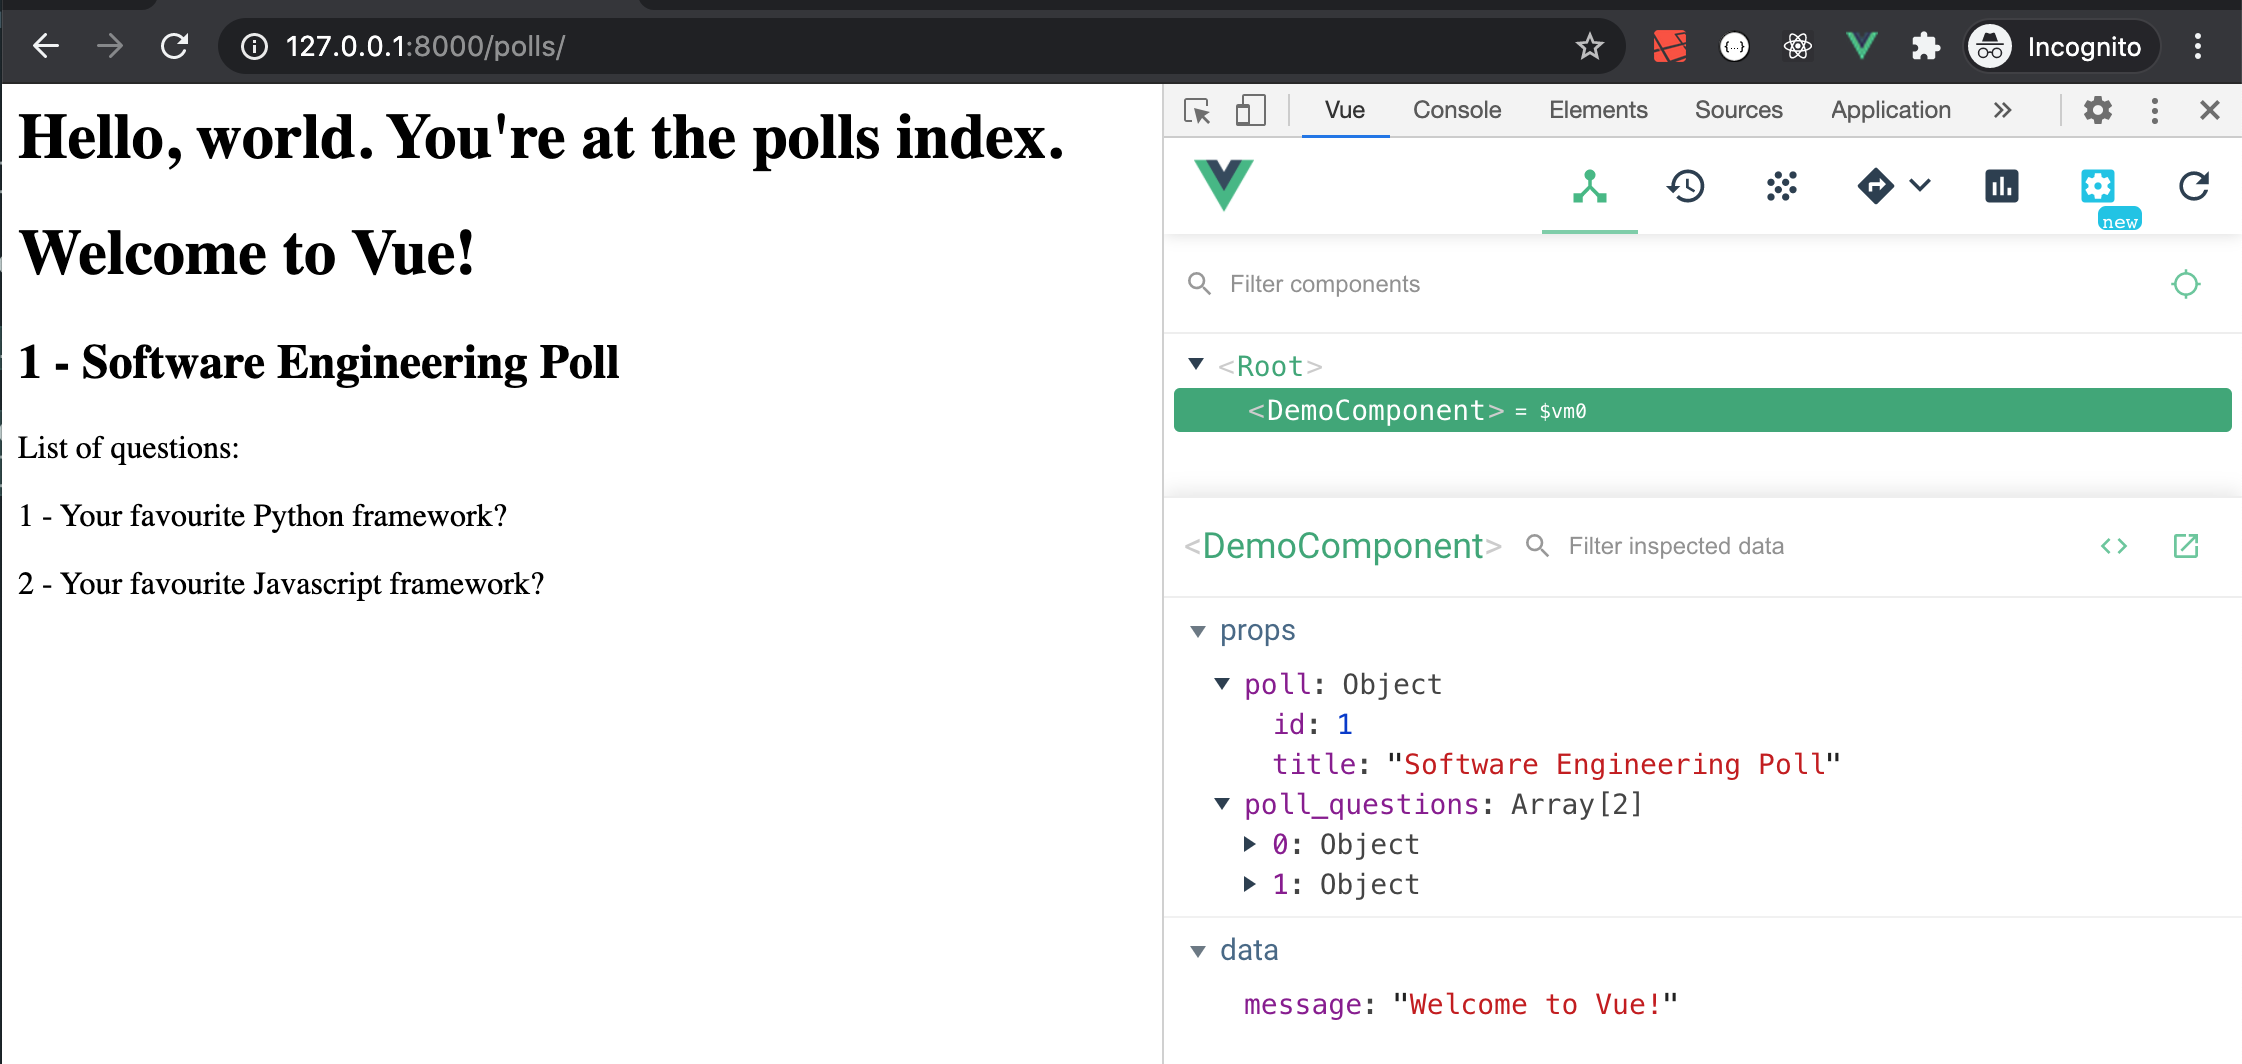 127.0.0.1:8000/polls/
Incognito
Hello, world. You're at the polls index.
Welcome to Vue!
1 - Software Engineering Poll
List of questions:
1 - Your favourite Python framework?
2 - Your favourite Javascript framework?
Vue Console Elements Sources Application »
new
Filter components
<Root>
<DemoComponent> = $vm0
<DemoComponent> Filter inspected data
props
poll: Object
id: 1
title: "Software Engineering Poll"
poll_questions: Array[2]
0: Object
1: Object
data
message: "Welcome to Vue!"